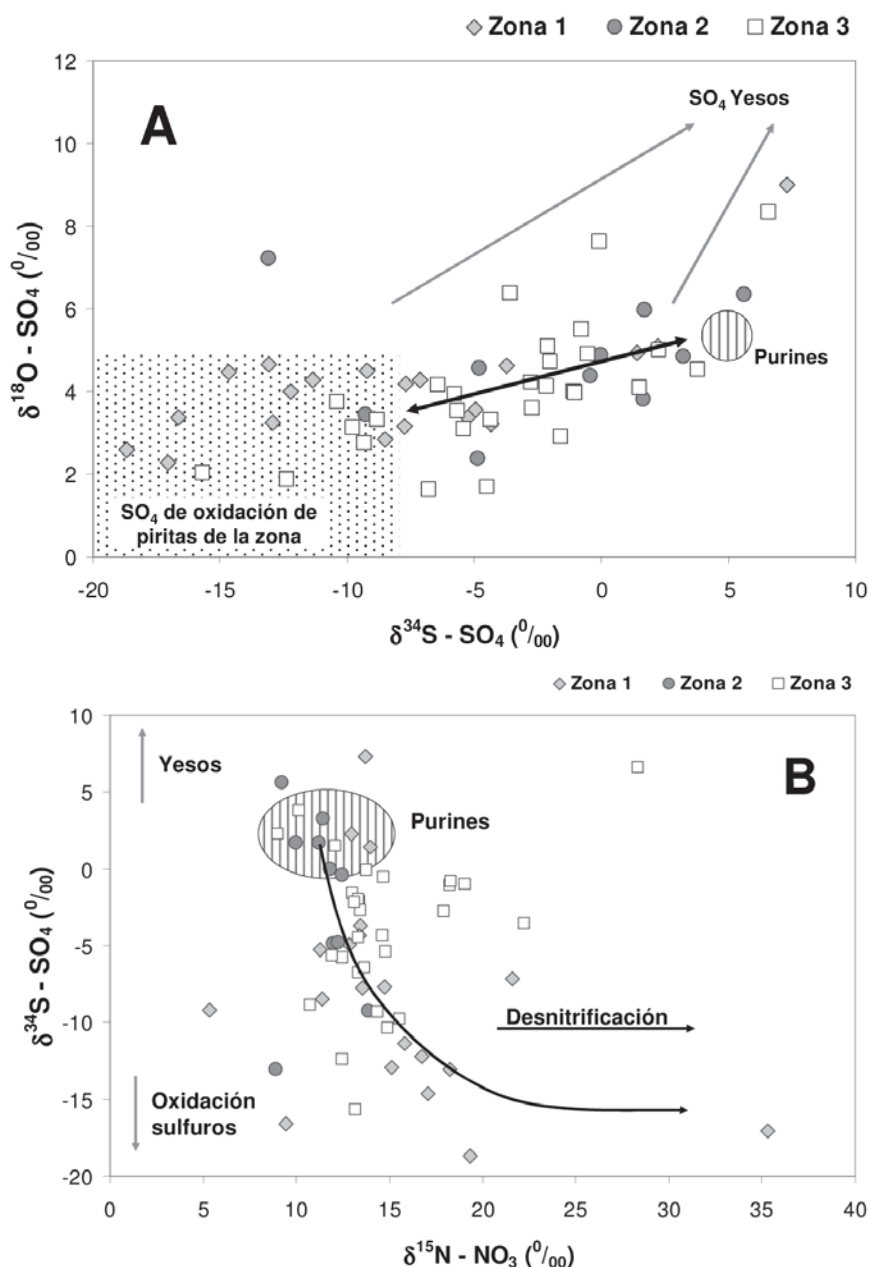 Zona 1 Zona 2 Zona 3
A
12
10
8
6
4
2
0
δ18O - SO4 (0/00)
SO4 Yesos
Purines
SO4 de oxidación de
piritas de la zona
-20 -15 -10 -5 0 5 10
δ34S - SO4 (0/00)
Zona 1 Zona 2 Zona 3
B
10
5
0
-5
-10
-15
-20
δ34S - SO4 (0/00)
Yesos
Purines
Desnitrificación
Oxidación
sulfuros
0 5 10 15 20 25 30 35 40
δ15N - NO3 (0/00)